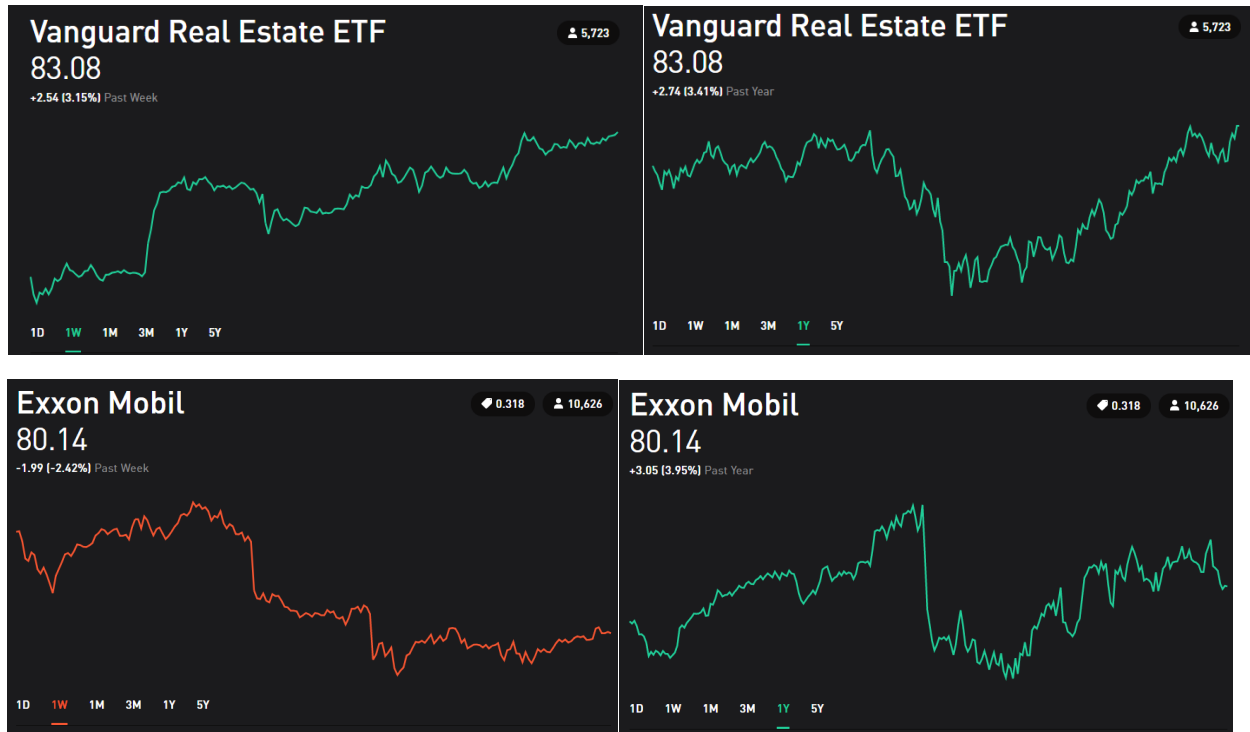 Vanguard Real Estate ETF
5,723
83.08
+2.54 (3.15%) Past Week
1D 1W 1M 3M 1Y 5Y
Vanguard Real Estate ETF
5,723
83.08
+2.74 (3.41%) Past Year
1D 1W 1M 3M 1Y 5Y
Exxon Mobil
0.318 10,626
80.14
-1.99 (-2.42%) Past Week
1D 1W 1M 3M 1Y 5Y
Exxon Mobil
0.318 10,626
80.14
+3.05 (3.95%) Past Year
1D 1W 1M 3M 1Y 5Y